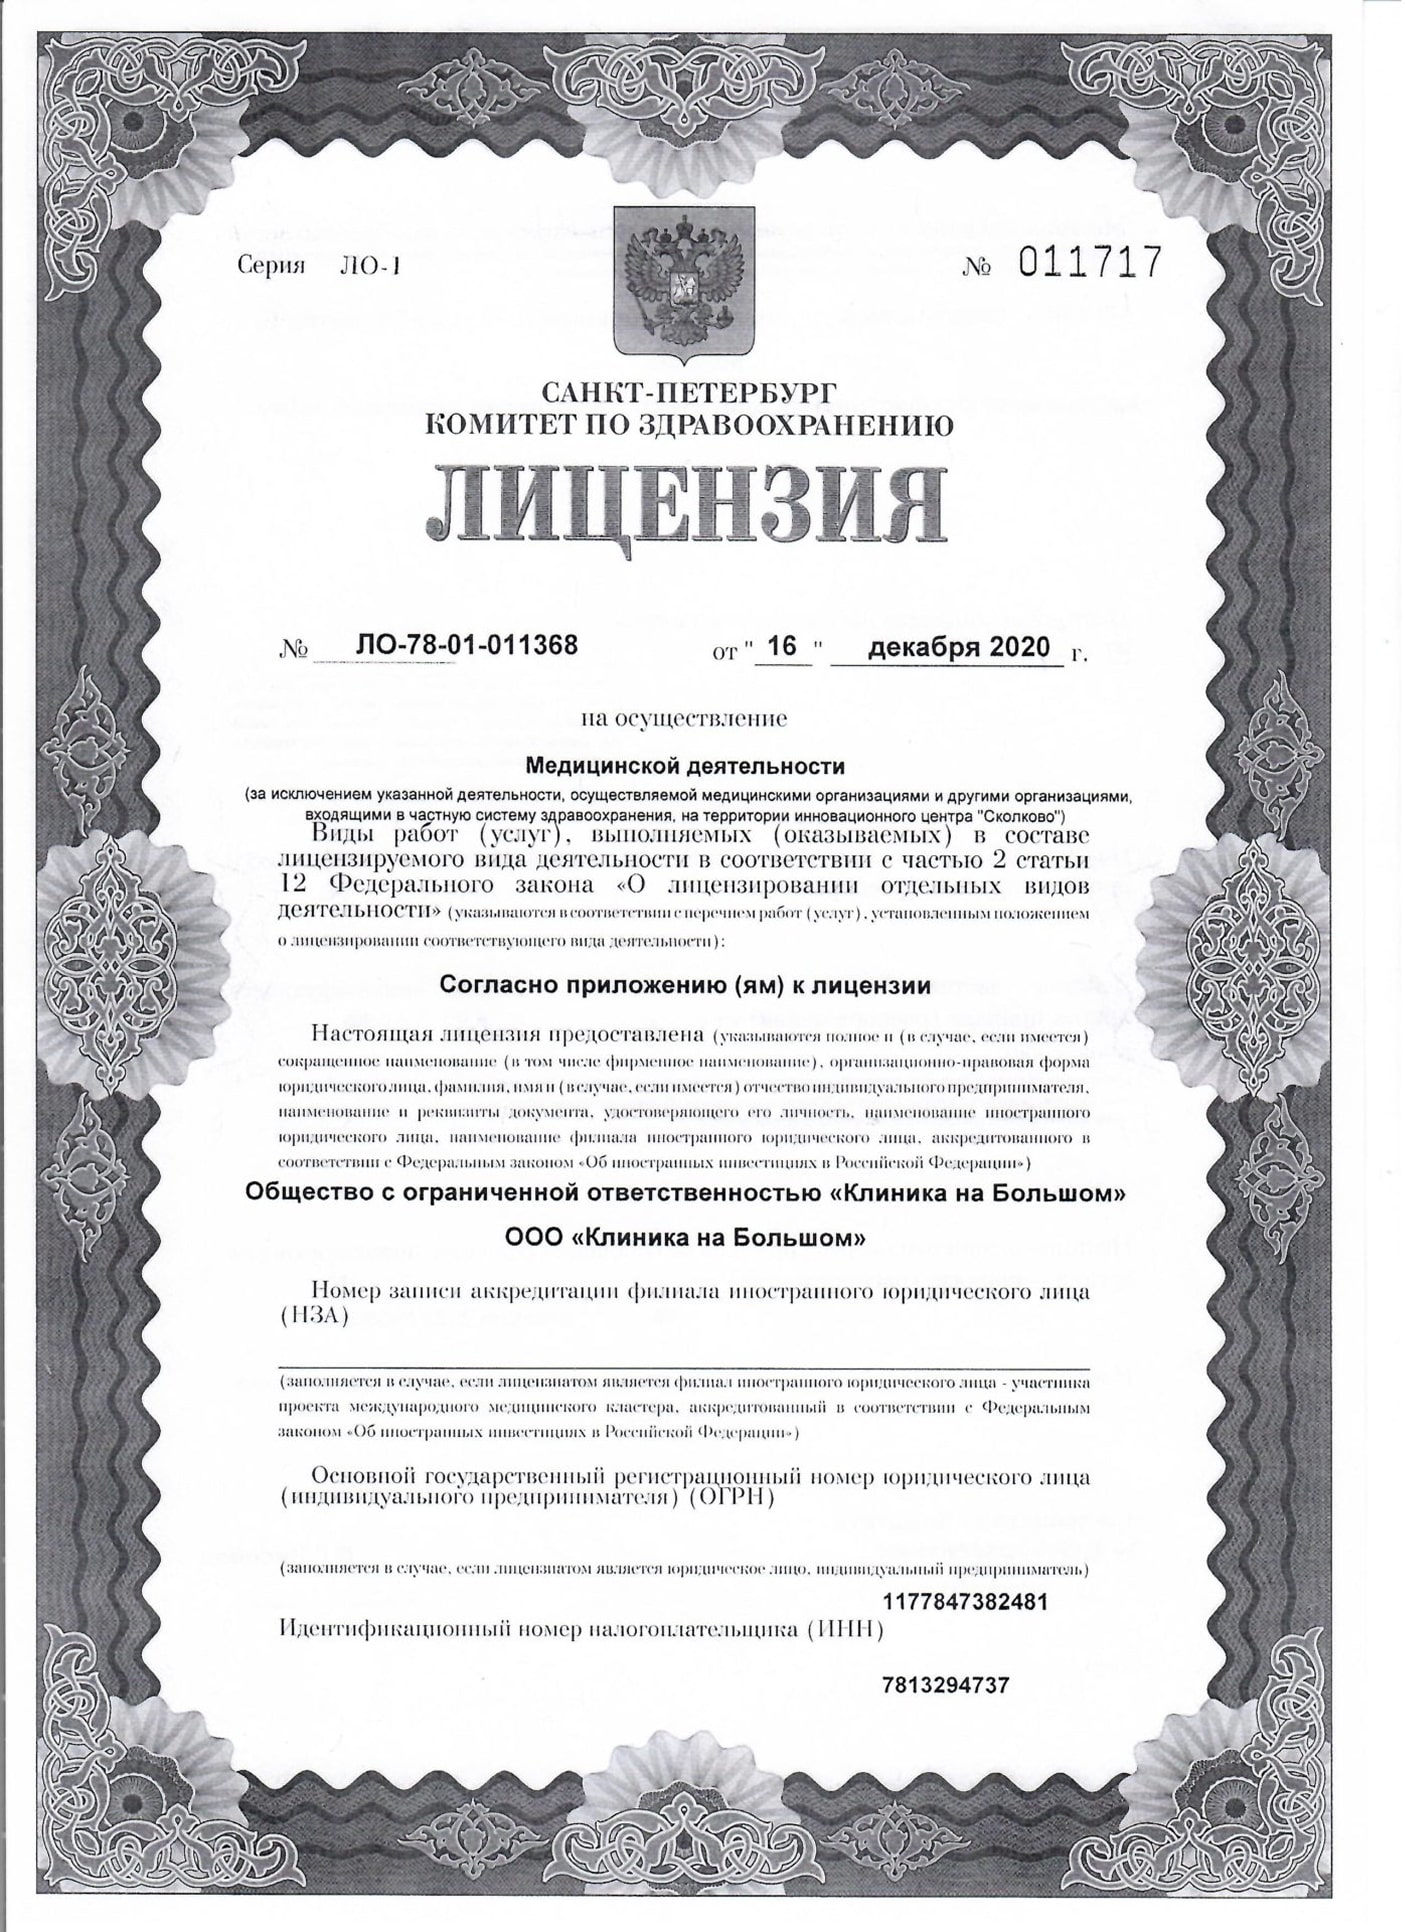 Серия ЛО-1
№ 011717
САНКТ-ПЕТЕРБУРГ
КОМИТЕТ ПО ЗДРАВООХРАНЕНИЮ
ЛИЦЕНЗИЯ
№ ЛО-78-01-011368 от " 16 " декабря 2020 г.
на осуществление
Медицинской деятельности
(за исключением указанной деятельности, осуществляемой медицинскими организациями и другими организациями,
входящими в частную систему здравоохранения, на территории инновационного центра "Сколково")
Виды работ (услуг), выполняемых (оказываемых) в составе
лицензируемого вида деятельности в соответствии с частью 2 статьи
12 Федерального закона «О лицензировании отдельных видов
деятельности» (указываются в соответствии с перечнем работ (услуг), установленным положением
о лицензировании соответствующего вида деятельности):
Согласно приложению (ям) к лицензии
Настоящая лицензия предоставлена (указываются полное и (в случае, если имеется)
сокращенное наименование (в том числе фирменное наименование), организационно-правовая форма
юридического лица, фамилия, имя и (в случае, если имеется) отчество индивидуального предпринимателя,
наименование и реквизиты документа, удостоверяющего его личность, наименование иностранного
юридического лица, наименование филиала иностранного юридического лица, аккредитованного в
соответствии с Федеральным законом «Об иностранных инвестициях в Российской Федерации»)
Общество с ограниченной ответственностью «Клиника на Большом»
ООО «Клиника на Большом»
Номер записи аккредитации филиала иностранного юридического лица
(НЗА)
(заполняется в случае, если лицензиатом является филиал иностранного юридического лица - участника
проекта международного медицинского кластера, аккредитованный в соответствии с Федеральным
законом «Об иностранных инвестициях в Российской Федерации»)
Основной государственный регистрационный номер юридического лица
(индивидуального предпринимателя) (ОГРН)
(заполняется в случае, если лицензиатом является юридическое лицо, индивидуальный предприниматель)
1177847382481
Идентификационный номер налогоплательщика (ИНН)
7813294737